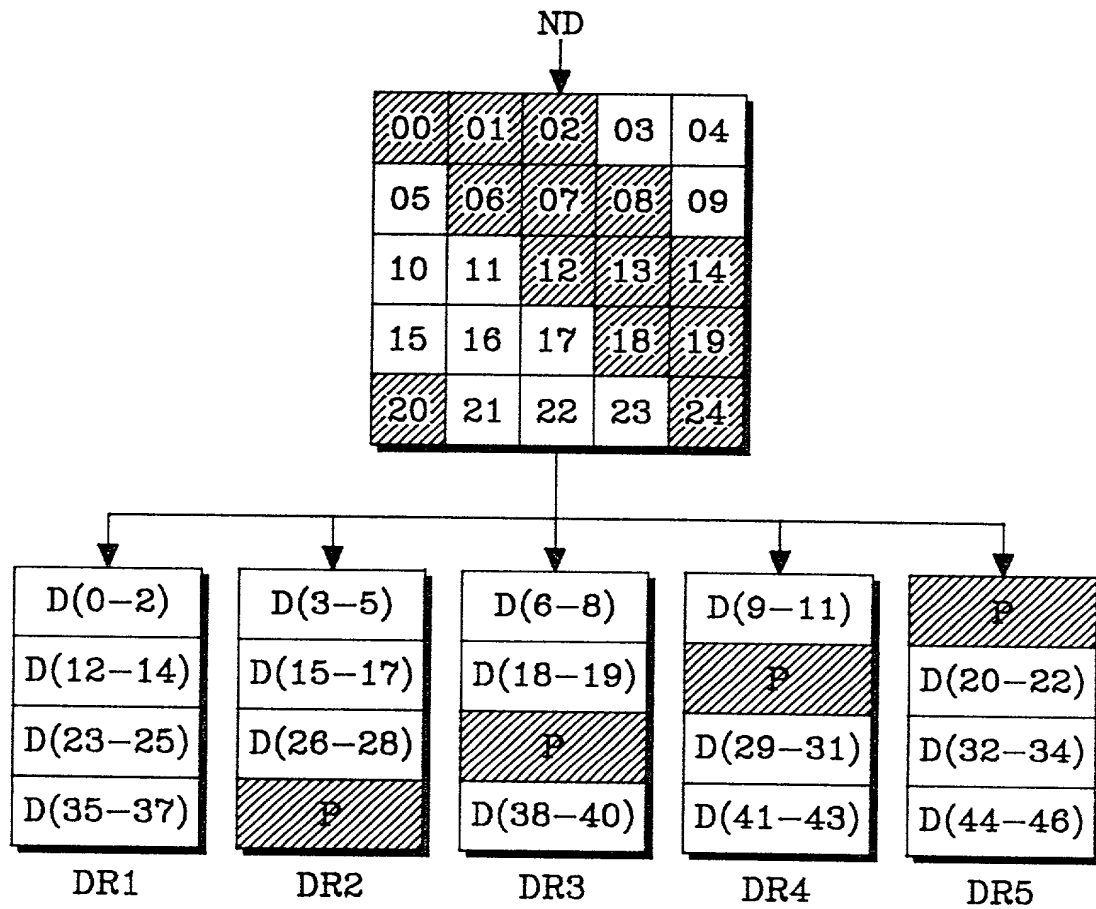 ND
00 01 02 03 04
05 06 07 08 09
10 11 12 13 14
15 16 17 18 19
20 21 22 23 24
D(0-2) D(3-5) D(6-8) D(9-11) P
D(12-14) D(15-17) D(18-19) P D(20-22)
D(23-25) D(26-28) P D(29-31) D(32-34)
D(35-37) P D(38-40) D(41-43) D(44-46)
DR1 DR2 DR3 DR4 DR5